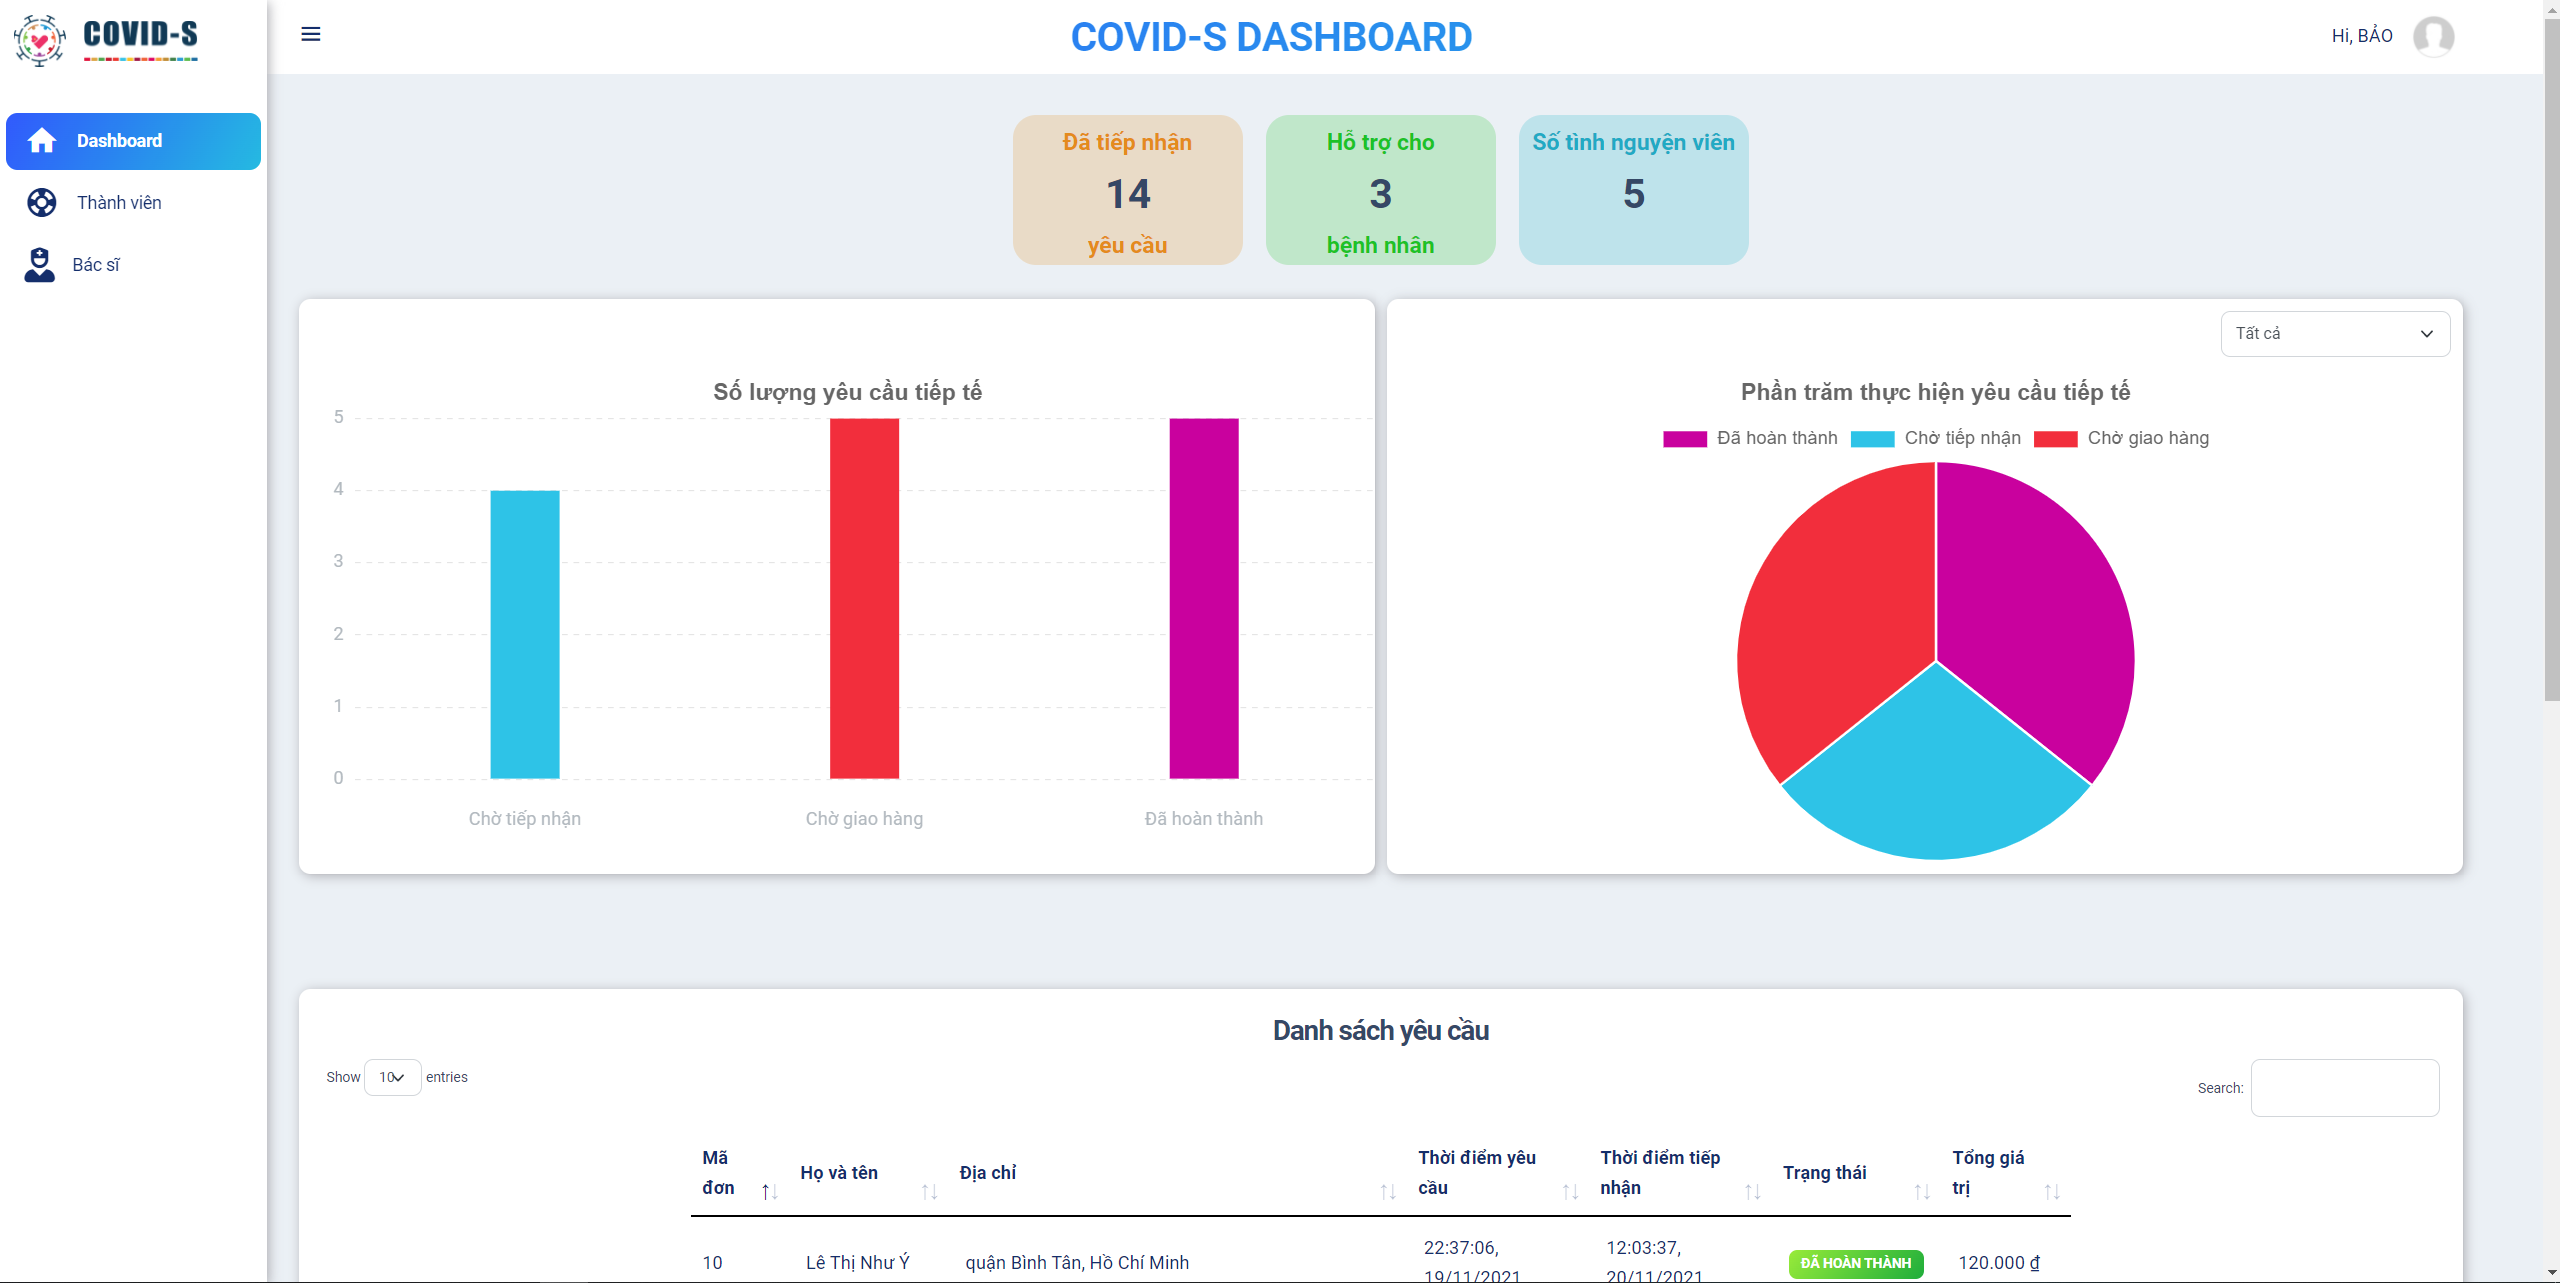 COVID-S
COVID-S DASHBOARD
Hi, BẢO
Dashboard
Thành viên
Bác sĩ
Đã tiếp nhận
14
yêu cầu
Hỗ trợ cho
3
bệnh nhân
Số tình nguyện viên
5
Số lượng yêu cầu tiếp tế
5
4
3
2
1
0
Chờ tiếp nhận
Chờ giao hàng
Đã hoàn thành
Tất cả
Phần trăm thực hiện yêu cầu tiếp tế
Đã hoàn thành
Chờ tiếp nhận
Chờ giao hàng
Danh sách yêu cầu
Show 10 entries
Search:
Mã
đơn
Họ và tên
Địa chỉ
Thời điểm yêu
cầu
Thời điểm tiếp
nhận
Trạng thái
Tổng giá
trị
10
Lê Thị Như Ý
quận Bình Tân, Hồ Chí Minh
22:37:06,
19/11/2021
12:03:37,
20/11/2021
ĐÃ HOÀN THÀNH
120.000 ₫